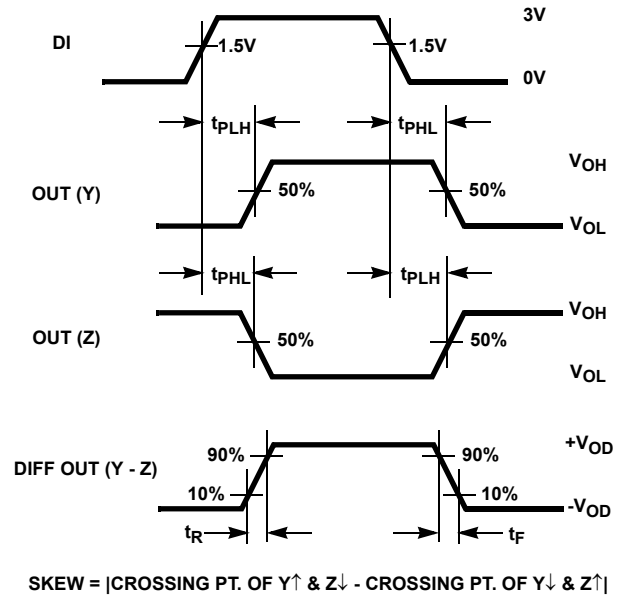 3V
DI
1.5V
1.5V
0V
tPLH
tPHL
VOH
OUT (Y)
50%
50%
VOL
tPHL
tPLH
VOH
OUT (Z)
50%
50%
VOL
+VOD
DIFF OUT (Y - Z)
90%
90%
10%
10%
-VOD
tR
tF
SKEW = |CROSSING PT. OF Y↑ & Z↓ - CROSSING PT. OF Y↓ & Z↑|